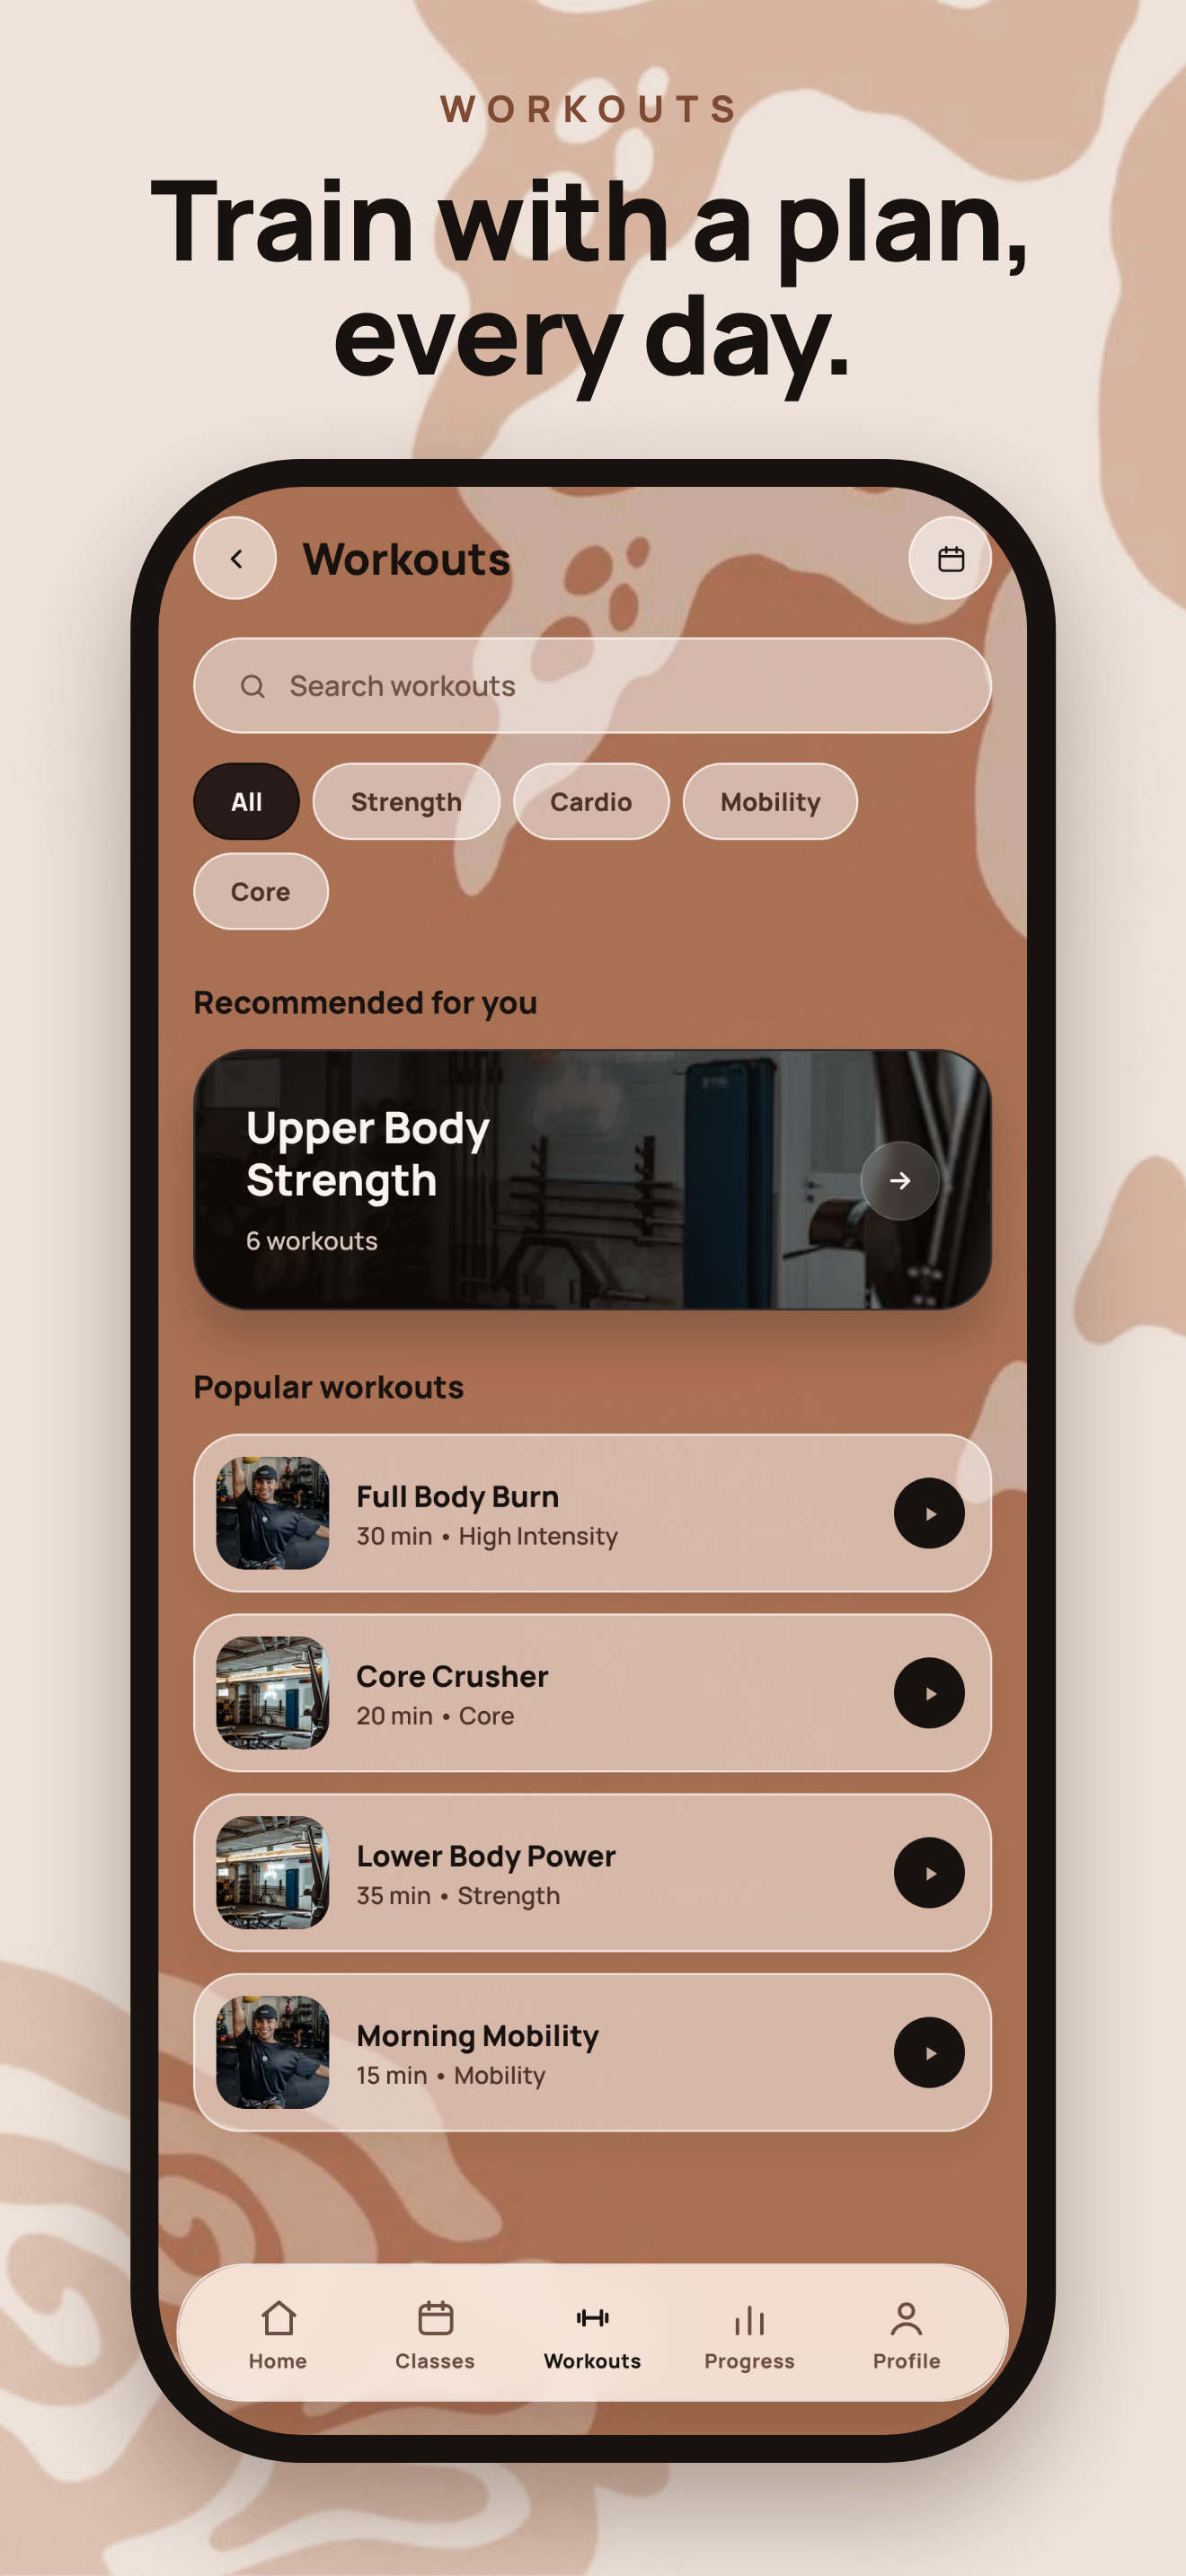 WORKOUTS
Train with a plan,
every day.
Workouts
Search workouts
All
Strength
Cardio
Mobility
Core
Recommended for you
Upper Body
Strength
6 workouts
Popular workouts
Full Body Burn
30 min • High Intensity
Core Crusher
20 min • Core
Lower Body Power
35 min • Strength
Morning Mobility
15 min • Mobility
Home
Classes
Workouts
Progress
Profile